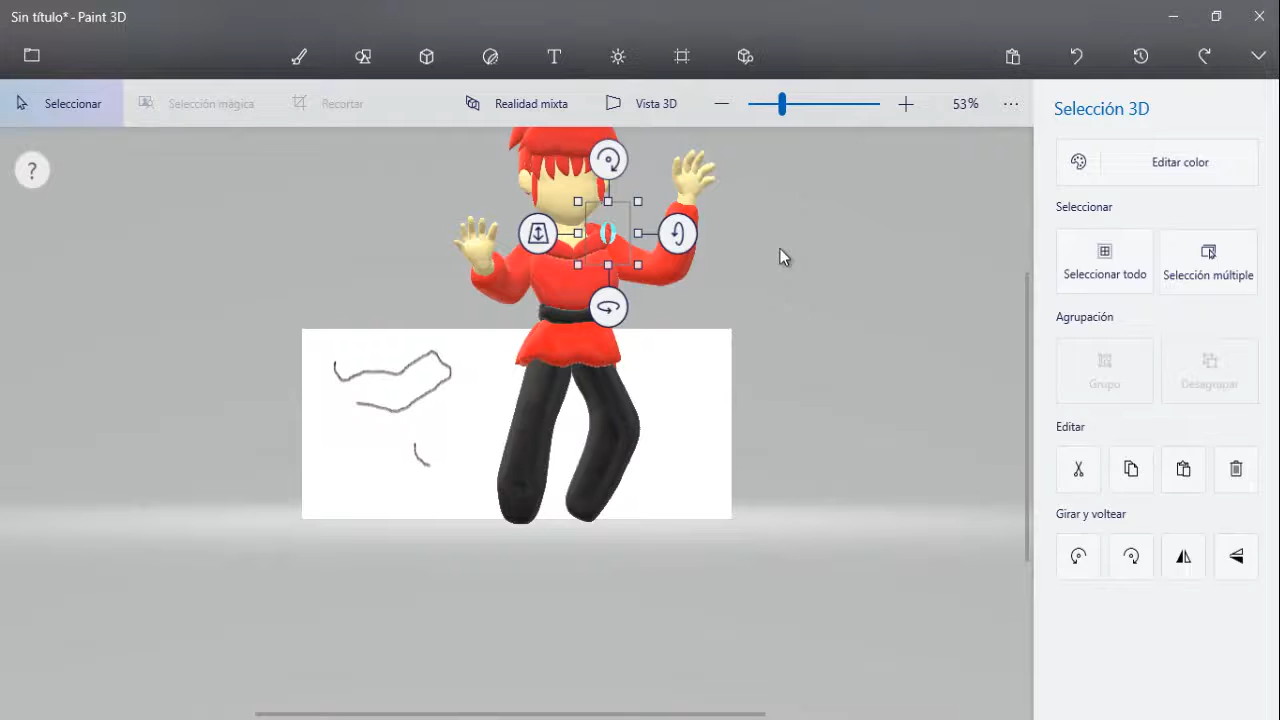 Sin título* - Paint 3D
Seleccionar
Selección mágica
Recortar
Realidad mixta
Vista 3D
53%
?
Selección 3D
Editar color
Seleccionar
Seleccionar todo
Selección múltiple
Agrupación
Grupo
Desagrupar
Editar
Girar y voltear